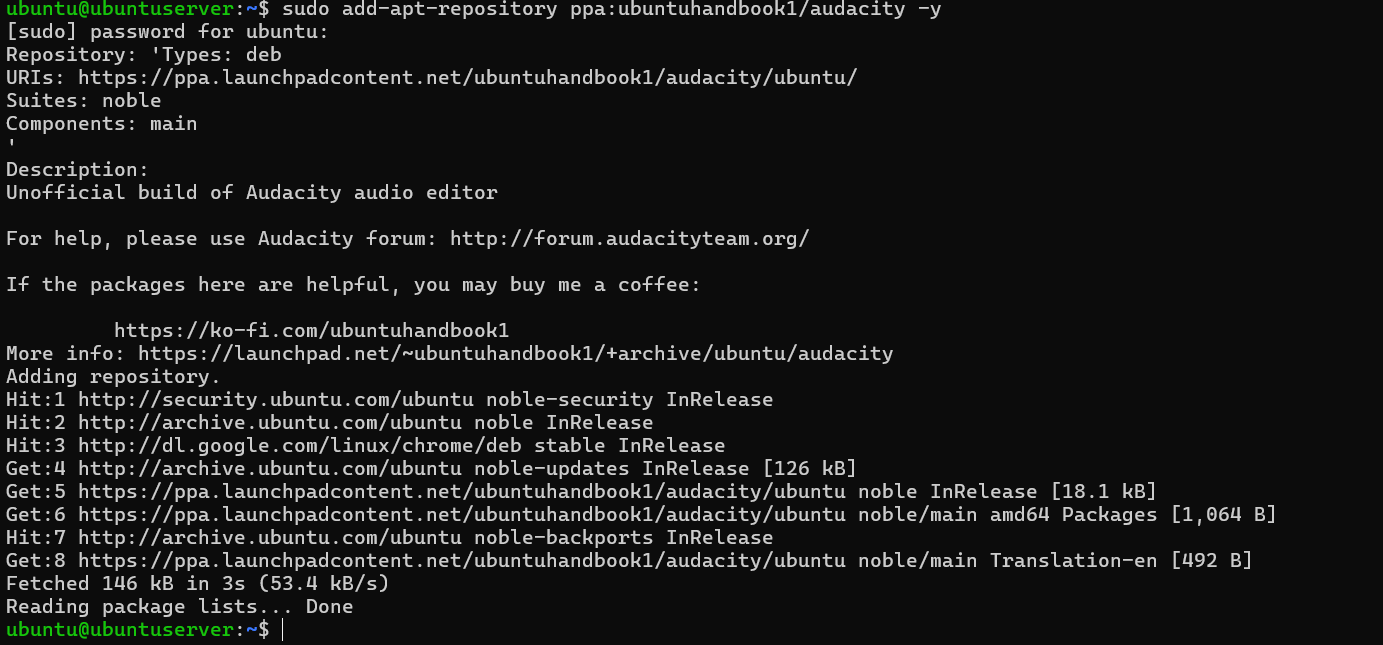 ubuntu@ubuntuserver:~$ sudo add-apt-repository ppa:ubuntuhandbook1/audacity -y
[sudo] password for ubuntu:
Repository: 'Types: deb
URIs: https://ppa.launchpadcontent.net/ubuntuhandbook1/audacity/ubuntu/
Suites: noble
Components: main
'
Description:
Unofficial build of Audacity audio editor
For help, please use Audacity forum: http://forum.audacityteam.org/
If the packages here are helpful, you may buy me a coffee:
https://ko-fi.com/ubuntuhandbook1
More info: https://launchpad.net/~ubuntuhandbook1/+archive/ubuntu/audacity
Adding repository.
Hit:1 http://security.ubuntu.com/ubuntu noble-security InRelease
Hit:2 http://archive.ubuntu.com/ubuntu noble InRelease
Hit:3 http://dl.google.com/linux/chrome/deb stable InRelease
Get:4 http://archive.ubuntu.com/ubuntu noble-updates InRelease [126 kB]
Get:5 https://ppa.launchpadcontent.net/ubuntuhandbook1/audacity/ubuntu noble InRelease [18.1 kB]
Get:6 https://ppa.launchpadcontent.net/ubuntuhandbook1/audacity/ubuntu noble/main amd64 Packages [1,064 B]
Hit:7 http://archive.ubuntu.com/ubuntu noble-backports InRelease
Get:8 https://ppa.launchpadcontent.net/ubuntuhandbook1/audacity/ubuntu noble/main Translation-en [492 B]
Fetched 146 kB in 3s (53.4 kB/s)
Reading package lists... Done
ubuntu@ubuntuserver:~$